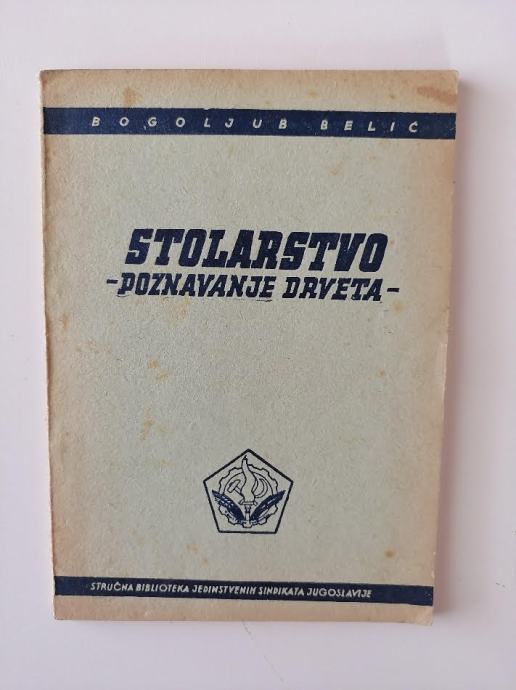 BOGOLJUB BELIĆ
STOLARSTVO
-POZNAVANJE DRVETA-
STRUČNA BIBLIOTEKA JEDINSTVENIH SINDIKATA JUGOSLAVIJE